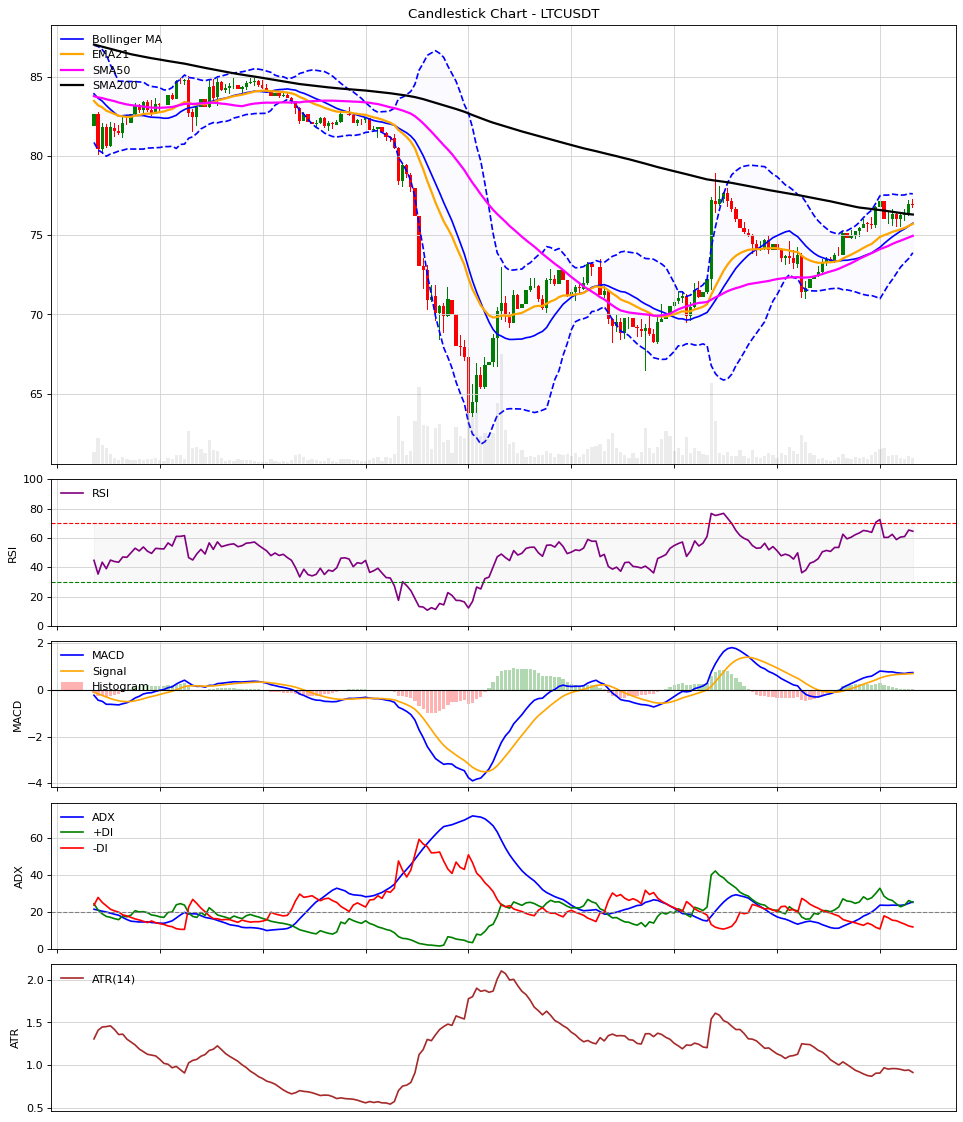 Candlestick Chart - LTCUSDT
Bollinger MA
EMA21
SMA50
SMA200
85
80
75
70
65
RSI
100
80
60
40
20
0
RSI
MACD
Signal
Histogram
2
0
−2
−4
MACD
ADX
+DI
-DI
60
40
20
0
ADX
ATR(14)
2.0
1.5
1.0
0.5
ATR